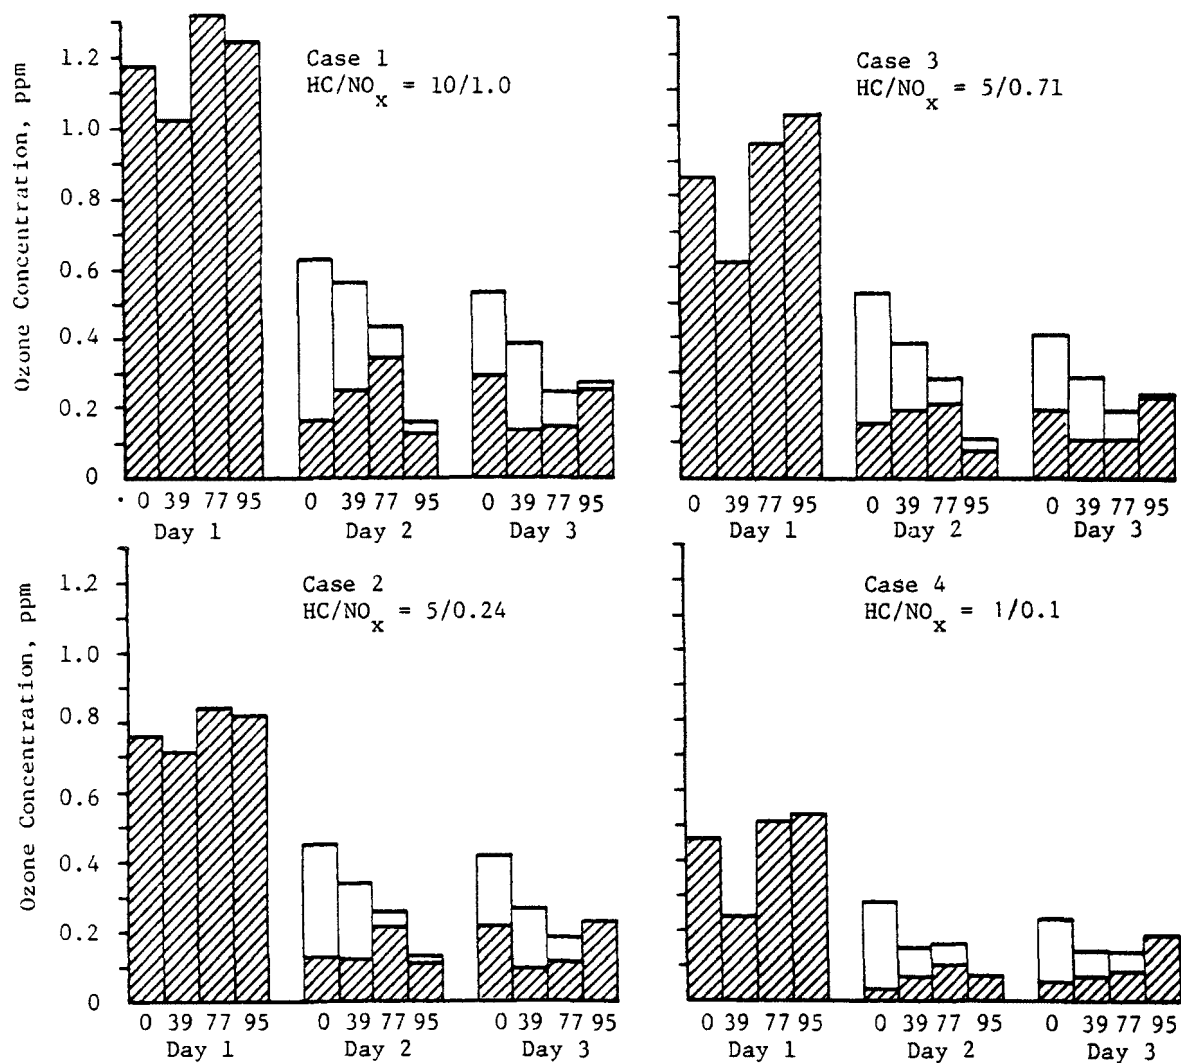 Ozone Concentration, ppm
1.2
1.0
0.8
0.6
0.4
0.2
0
Case 1
HC/NOx = 10/1.0
0 39 77 95 0 39 77 95 0 39 77 95
Day 1 Day 2 Day 3
Case 3
HC/NOx = 5/0.71
0 39 77 95 0 39 77 95 0 39 77 95
Day 1 Day 2 Day 3
Ozone Concentration, ppm
1.2
1.0
0.8
0.6
0.4
0.2
0
Case 2
HC/NOx = 5/0.24
0 39 77 95 0 39 77 95 0 39 77 95
Day 1 Day 2 Day 3
Case 4
HC/NOx = 1/0.1
0 39 77 95 0 39 77 95 0 39 77 95
Day 1 Day 2 Day 3